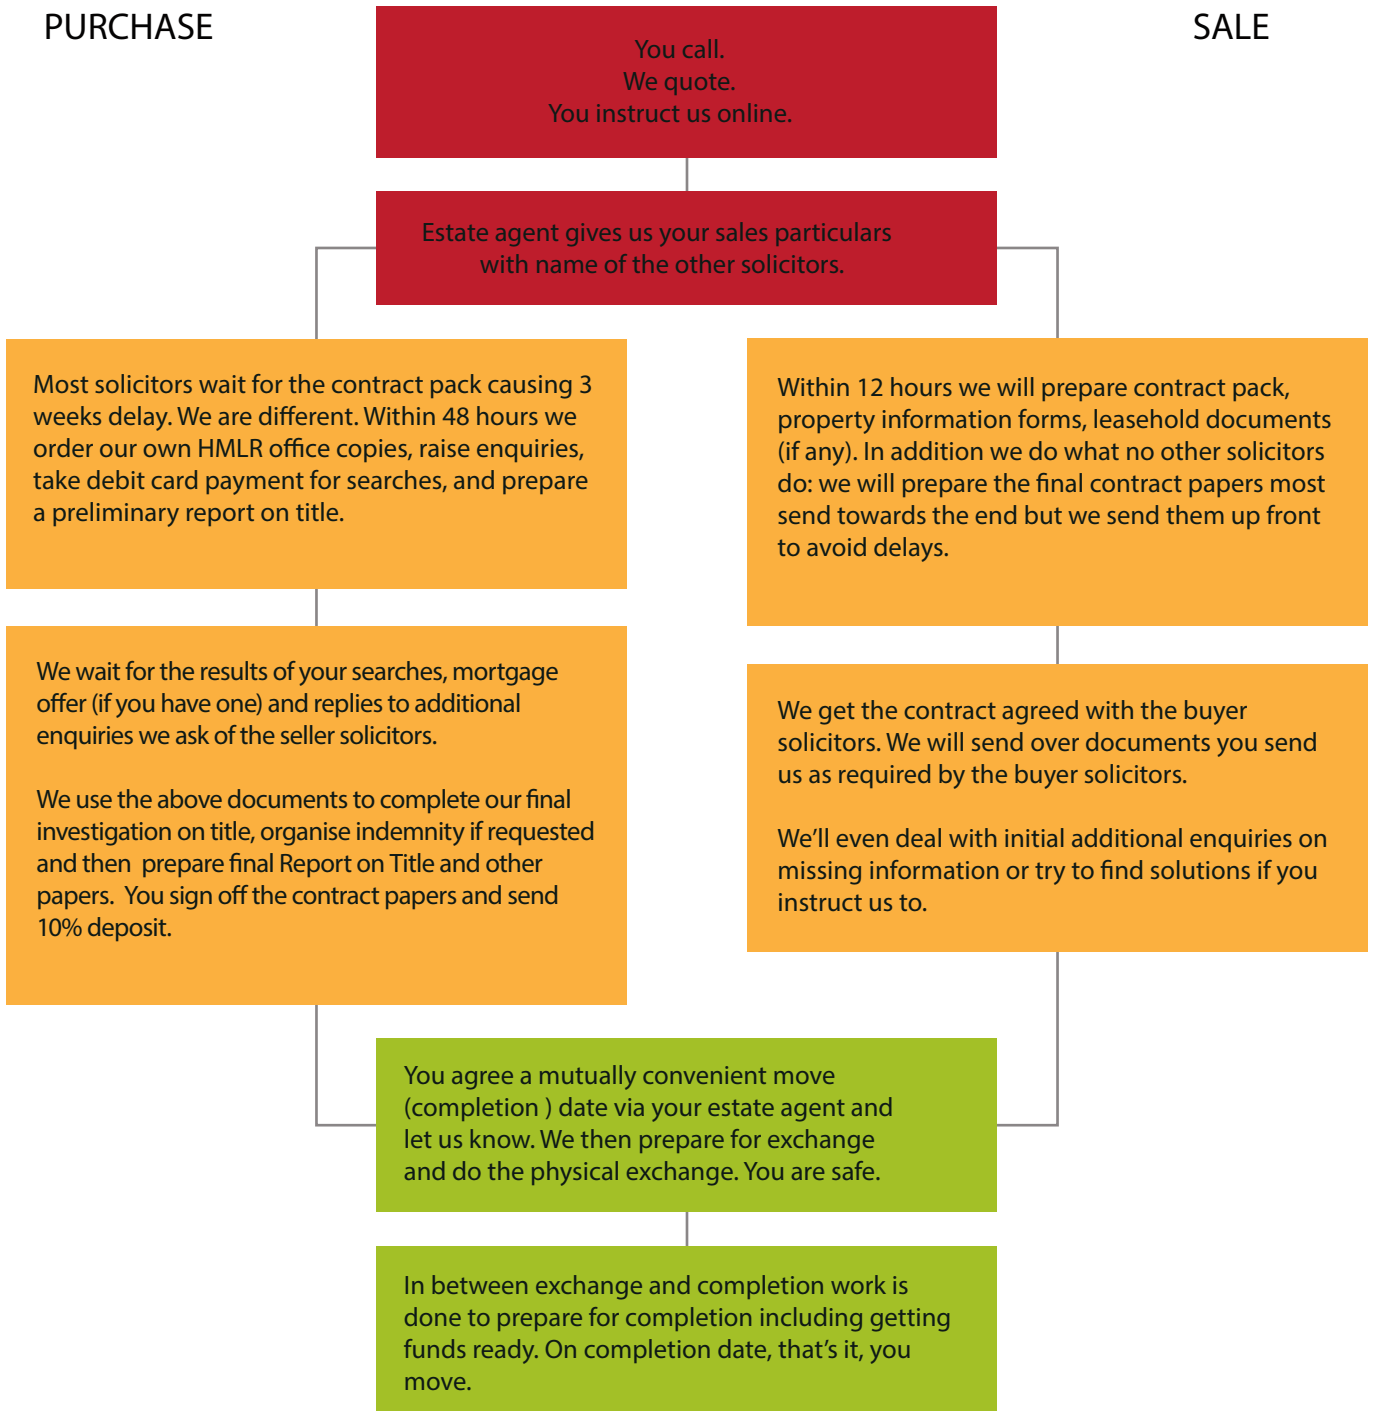 PURCHASE
SALE
You call.
We quote.
You instruct us online.
Estate agent gives us your sales particulars
with name of the other solicitors.
Most solicitors wait for the contract pack causing 3
weeks delay. We are different. Within 48 hours we
order our own HMLR office copies, raise enquiries,
take debit card payment for searches, and prepare
a preliminary report on title.
Within 12 hours we will prepare contract pack,
property information forms, leasehold documents
(if any). In addition we do what no other solicitors
do: we will prepare the final contract papers most
send towards the end but we send them up front
to avoid delays.
We wait for the results of your searches, mortgage
offer (if you have one) and replies to additional
enquiries we ask of the seller solicitors.
We use the above documents to complete our final
investigation on title, organise indemnity if requested
and then  prepare final Report on Title and other
papers.  You sign off the contract papers and send
10% deposit.
We get the contract agreed with the buyer
solicitors. We will send over documents you send
us as required by the buyer solicitors.
We’ll even deal with initial additional enquiries on
missing information or try to find solutions if you
instruct us to.
You agree a mutually convenient move
(completion ) date via your estate agent and
let us know. We then prepare for exchange
and do the physical exchange. You are safe.
In between exchange and completion work is
done to prepare for completion including getting
funds ready. On completion date, that’s it, you
move.